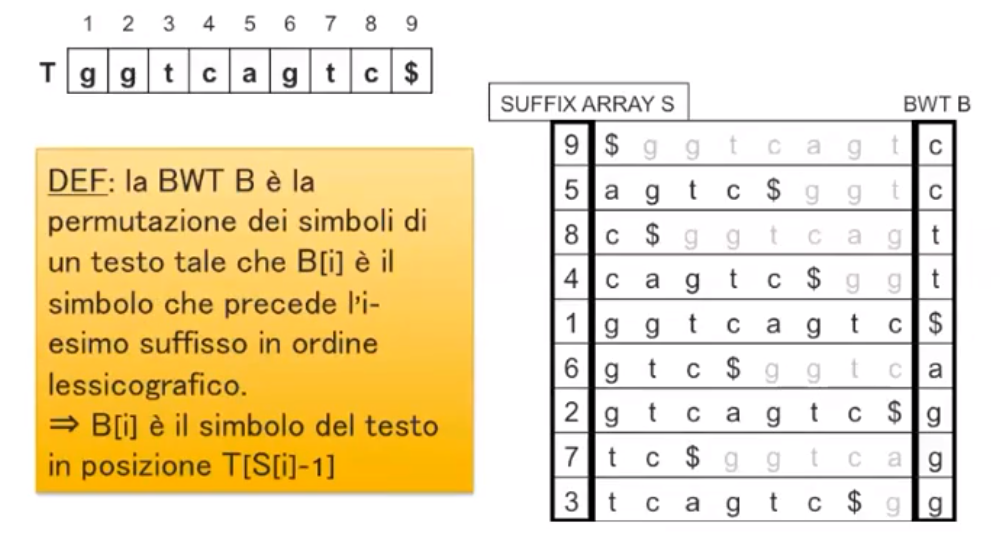 1 2 3 4 5 6 7 8 9
T g g t c a g t c $
SUFFIX ARRAY S BWT B
DEF: la BWT B è la
permutazione dei simboli di
un testo tale che B[i] è il
simbolo che precede l'i-
esimo suffisso in ordine
lessicografico.
⇒ B[i] è il simbolo del testo
in posizione T[S[i]-1]
9 $ g g t c a g t c
5 a g t c $ g g t c
8 c $ g g t c a g t
4 c a g t c $ g g t
1 g g t c a g t c $
6 g t c $ g g t c a
2 g t c a g t c $ g
7 t c $ g g t c a g
3 t c a g t c $ g g